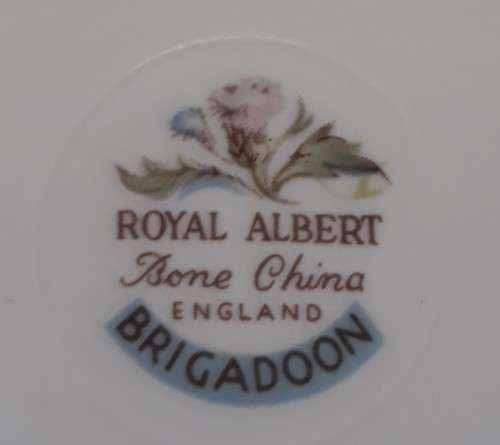 ROYAL ALBERT
Bone China
ENGLAND
BRIGADOON